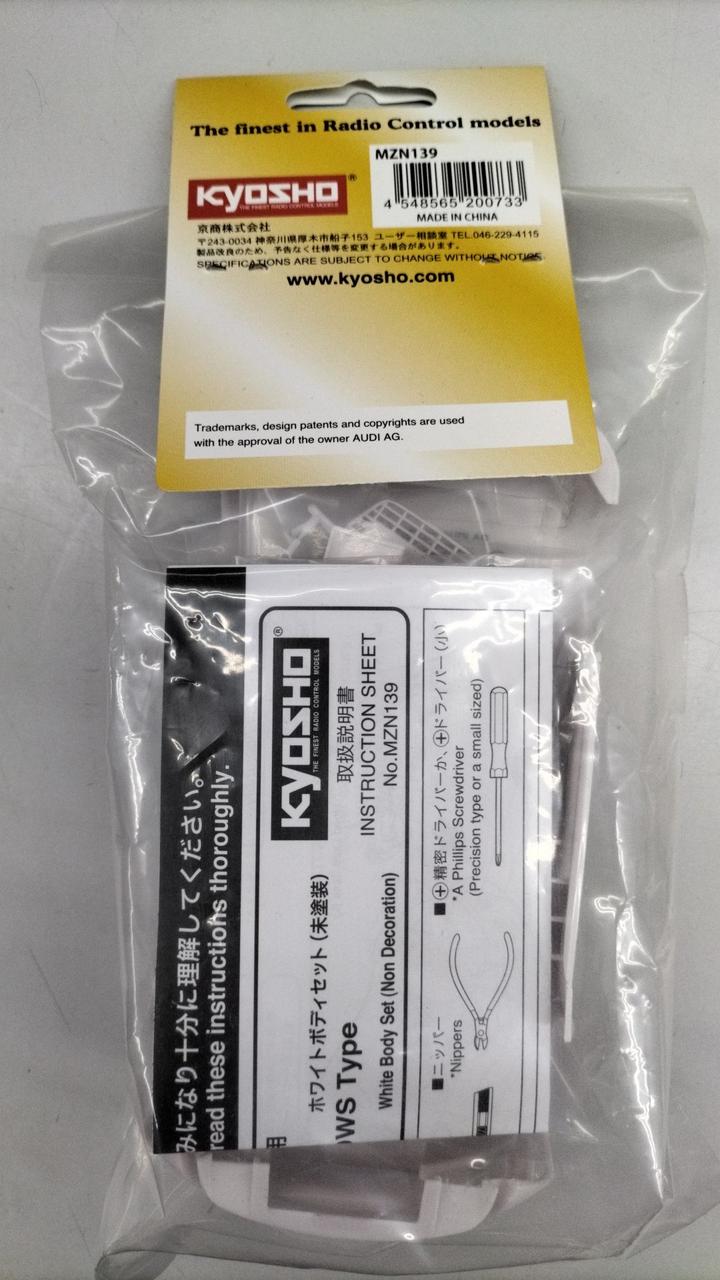 The finest in Radio Control models
KYOSHO®
THE FINEST RADIO CONTROL MODELS
MZN139
4 548565 200733
MADE IN CHINA
京商株式会社
〒243-0034 神奈川県厚木市船子153 ユーザー相談室 TEL.046-229-4115
製品改良のため、予告なく仕様等を変更する場合があります。
SPECIFICATIONS ARE SUBJECT TO CHANGE WITHOUT NOTICE.
www.kyosho.com
Trademarks, design patents and copyrights are used
with the approval of the owner AUDI AG.
みになり十分に理解してください。
read these instructions thoroughly.
KYOSHO®
THE FINEST RADIO CONTROL MODELS
取扱説明書
INSTRUCTION SHEET
No.MZN139
用
ホワイトボディセット(未塗装)
WS Type
White Body Set (Non Decoration)
■⊕精密ドライバーか、⊕ドライバー(小)
*A Phillips Screwdriver
(Precision type or a small sized)
■ニッパー
*Nippers